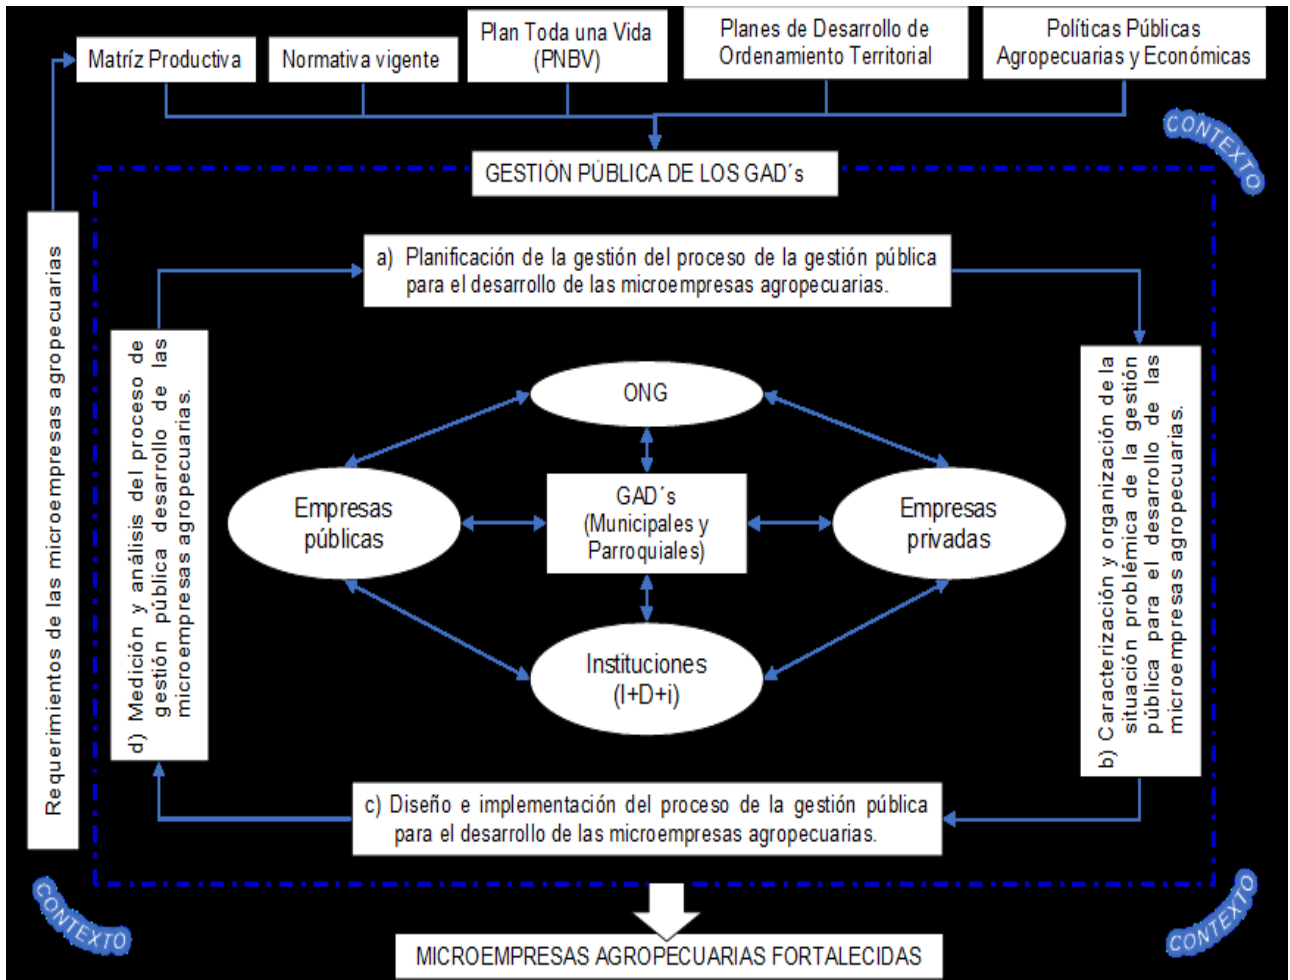 Matríz Productiva
Normativa vigente
Plan Toda una Vida
(PNBV)
Planes de Desarrollo de
Ordenamiento Territorial
Políticas Públicas
Agropecuarias y Económicas
CONTEXTO
GESTIÓN PÚBLICA DE LOS GAD´s
Requerimientos de las microempresas agropecuarias
a) Planificación de la gestión del proceso de la gestión pública
para el desarrollo de las microempresas agropecuarias.
d) Medición y análisis del proceso de
gestión pública desarrollo de las
microempresas agropecuarias.
ONG
Empresas
públicas
GAD´s
(Municipales y
Parroquiales)
Empresas
privadas
Instituciones
(I+D+i)
b) Caracterización y organización de la
situación problémica de la gestión
pública para el desarrollo de las
microempresas agropecuarias.
c) Diseño e implementación del proceso de la gestión pública
para el desarrollo de las microempresas agropecuarias.
CONTEXTO
CONTEXTO
MICROEMPRESAS AGROPECUARIAS FORTALECIDAS